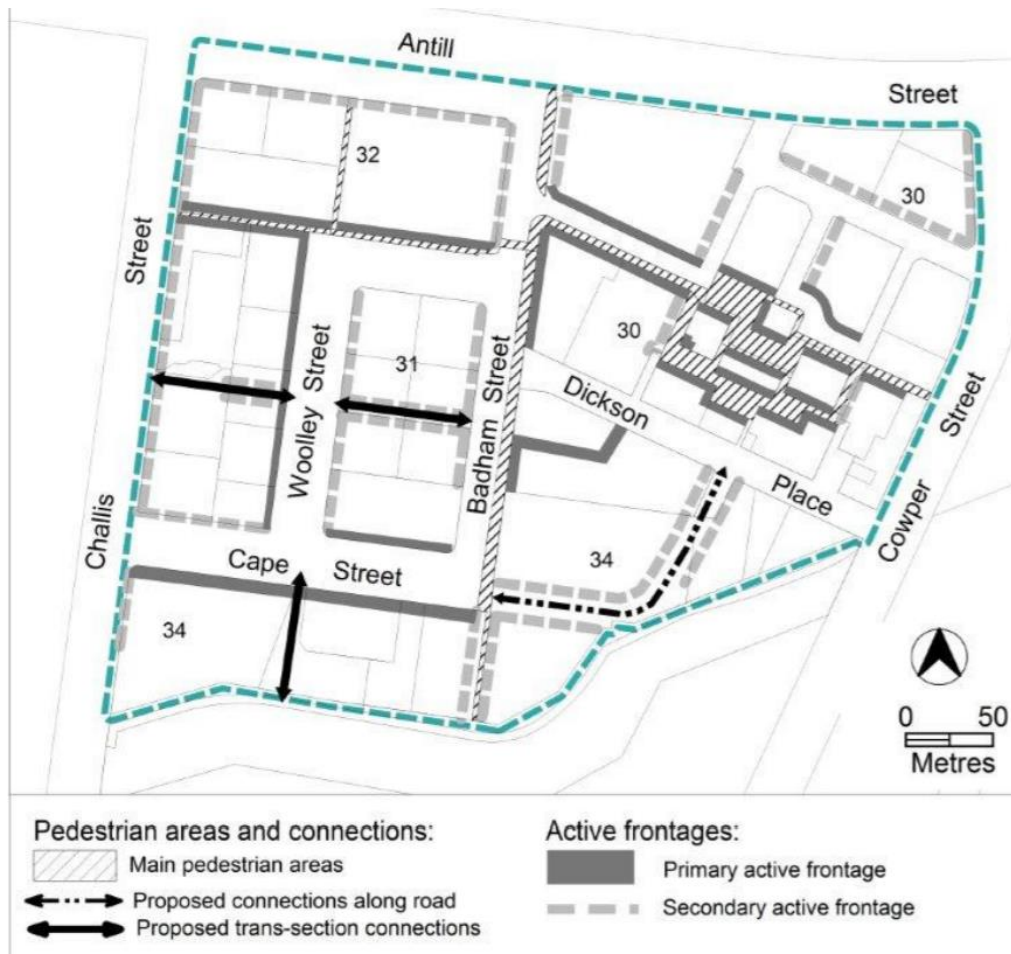 Antill
Street
32
30
Street
30
31
Woolley Street
Badham Street
Dickson
Place
Street
Cowper
Challis
Cape Street
34
34
0 50
Metres
Pedestrian areas and connections:
Main pedestrian areas
Proposed connections along road
Proposed trans-section connections
Active frontages:
Primary active frontage
Secondary active frontage